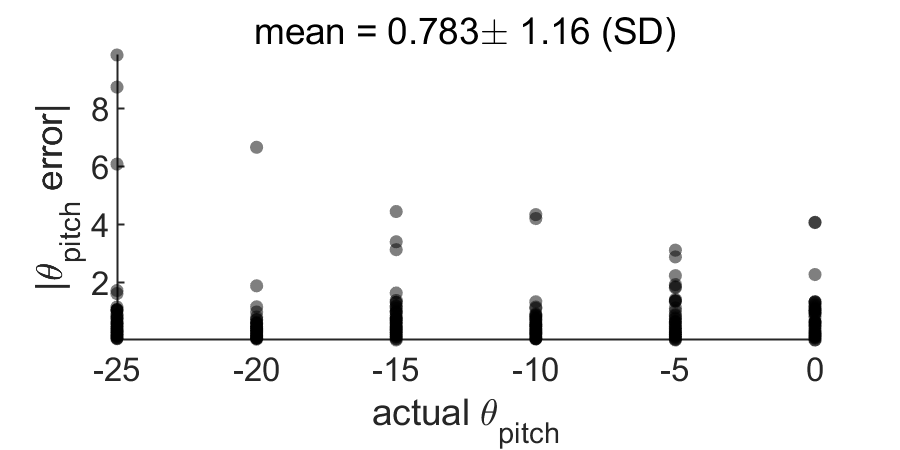 mean = 0.783± 1.16 (SD)
|θpitch error|
8
6
4
2
-25 -20 -15 -10 -5 0
actual θpitch